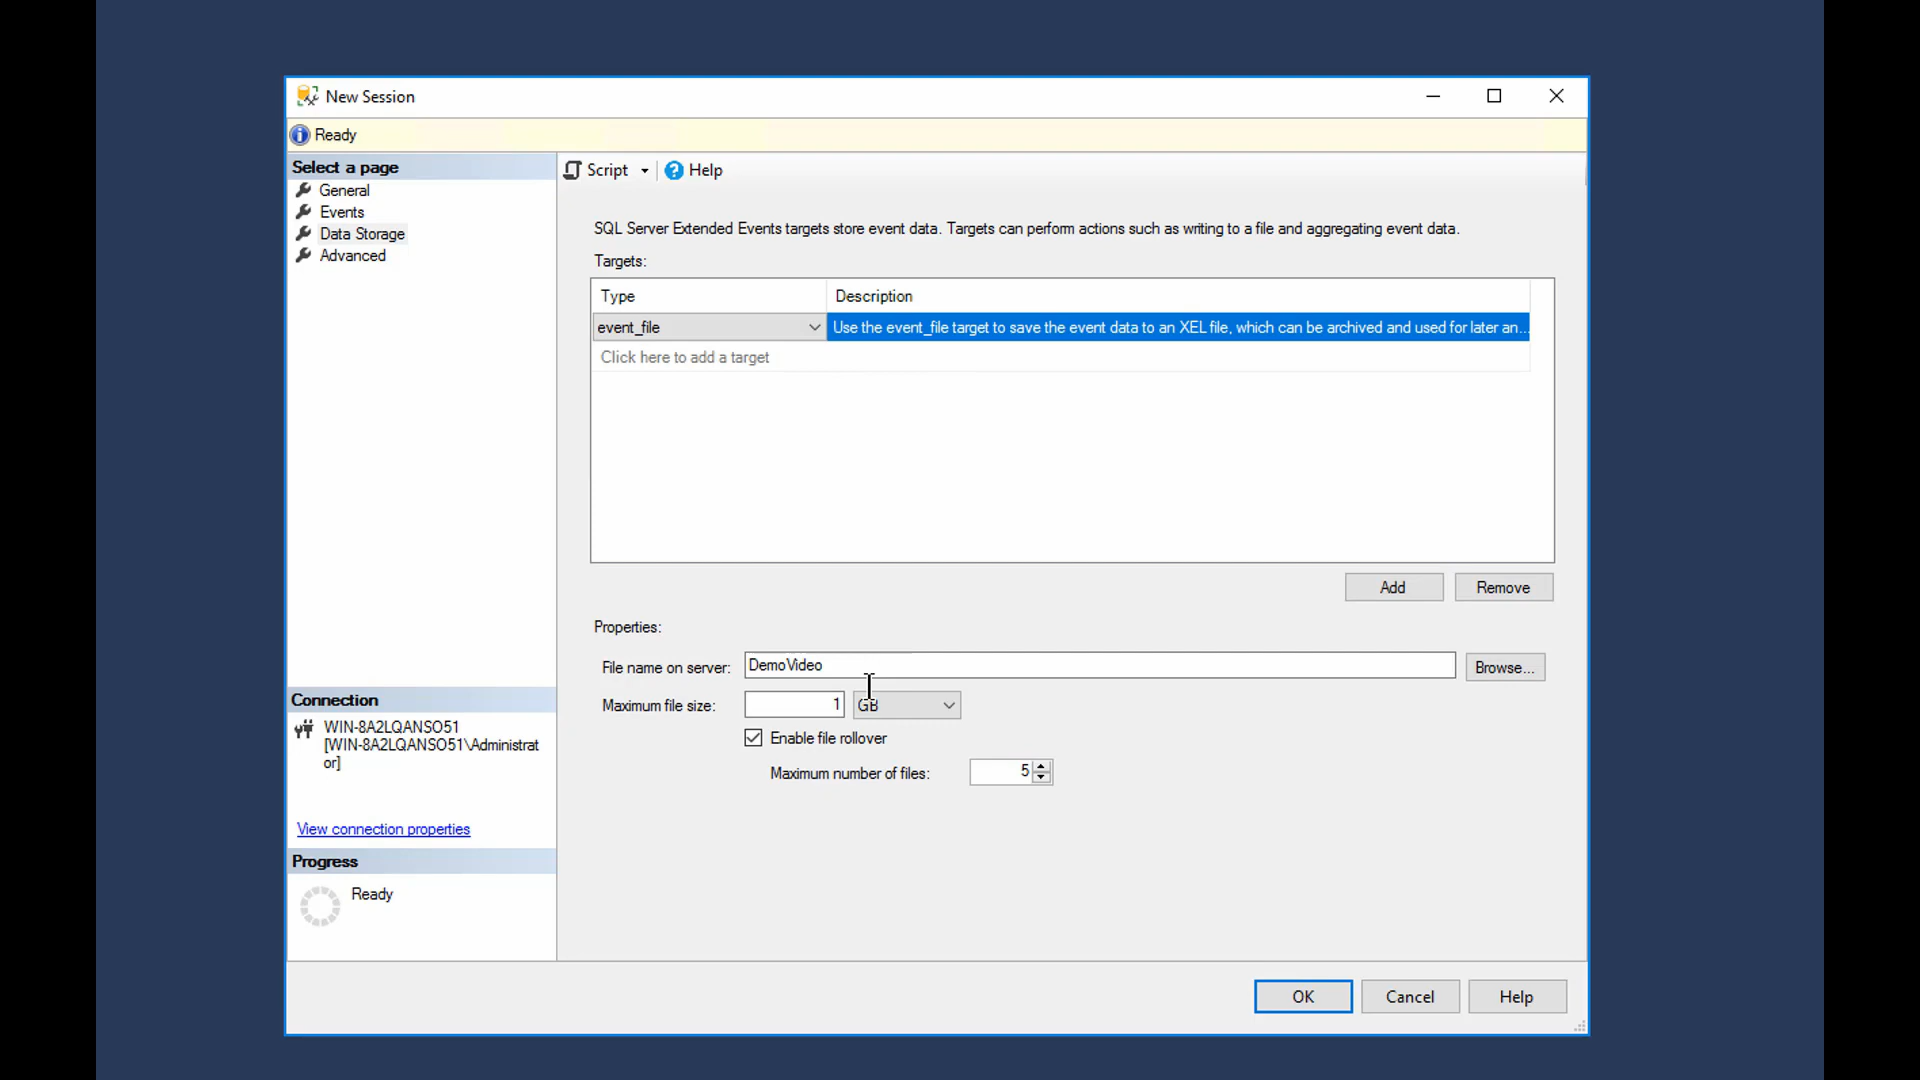 New Session
Ready
Select a page
General
Events
Data Storage
Advanced
Script
Help
SQL Server Extended Events targets store event data. Targets can perform actions such as writing to a file and aggregating event data.
Targets:
Type Description
event_file Use the event_file target to save the event data to an XEL file, which can be archived and used for later an...
Click here to add a target
Add Remove
Properties:
File name on server: DemoVideo Browse...
Maximum file size: 1 GB
Enable file rollover
Maximum number of files: 5
Connection
WIN-8A2LQANSO51
[WIN-8A2LQANSO51\Administrat
or]
View connection properties
Progress
Ready
OK Cancel Help